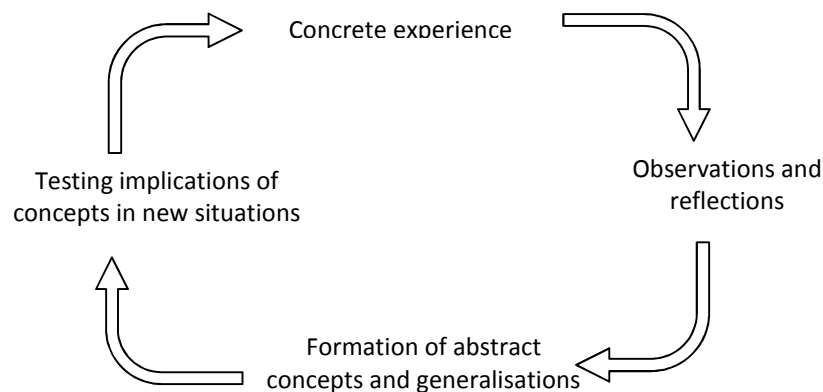 Concrete experience
Observations and
reflections
Formation of abstract
concepts and generalisations
Testing implications of
concepts in new situations